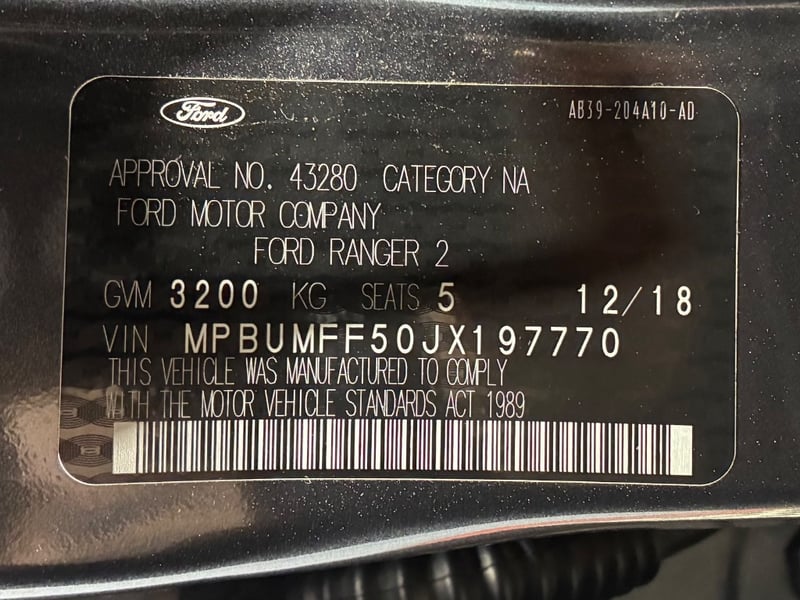 Ford AB39-204A10-AD
APPROVAL NO. 43280 CATEGORY NA
FORD MOTOR COMPANY
FORD RANGER 2
GVM 3200 KG SEATS 5 12/18
VIN MPBUMFF50JX197770
THIS VEHICLE WAS MANUFACTURED TO COMPLY
WITH THE MOTOR VEHICLE STANDARDS ACT 1989